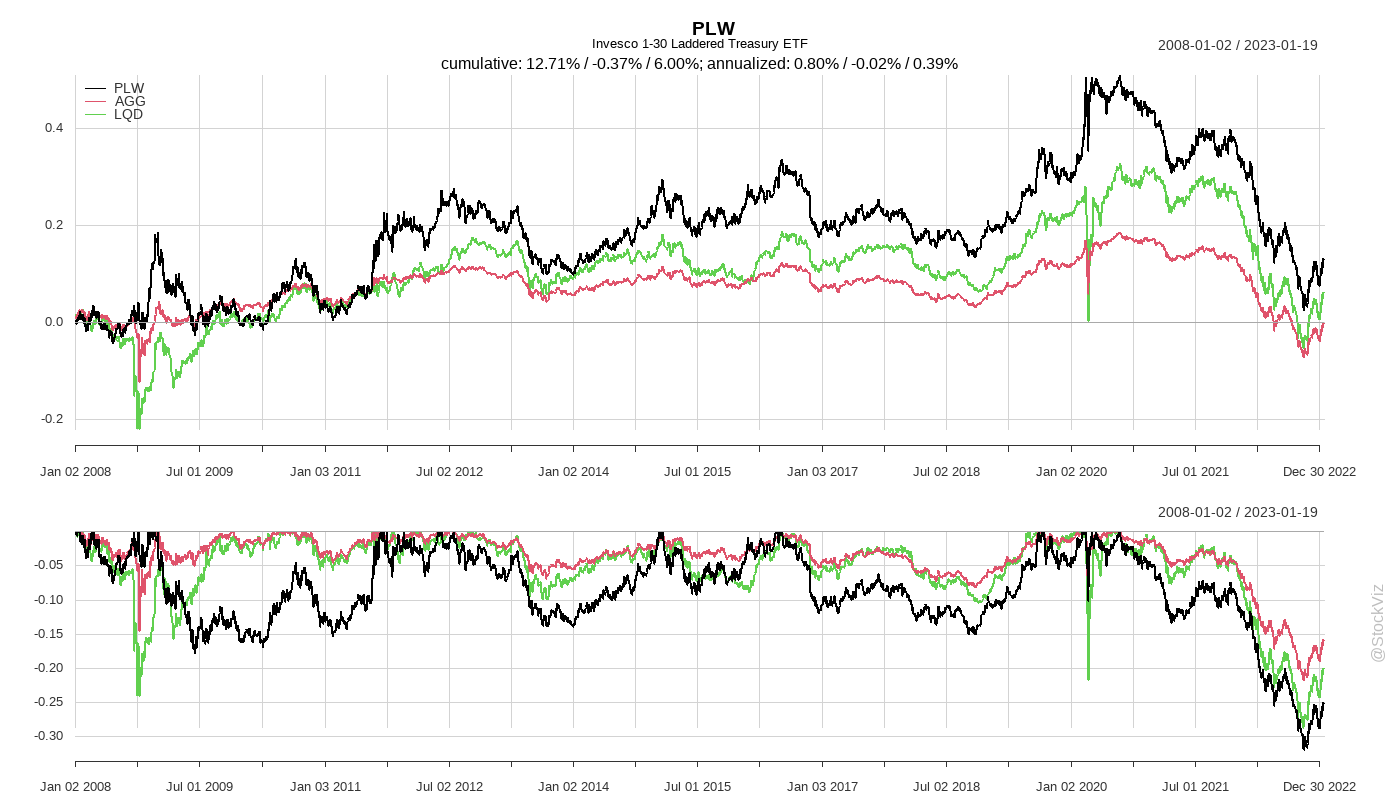 PLW
Invesco 1-30 Laddered Treasury ETF
2008-01-02 / 2023-01-19
cumulative: 12.71% / -0.37% / 6.00%; annualized: 0.80% / -0.02% / 0.39%
PLW
AGG
LQD
0.4
0.2
0.0
-0.2
Jan 02 2008 Jul 01 2009 Jan 03 2011 Jul 02 2012 Jan 02 2014 Jul 01 2015 Jan 03 2017 Jul 02 2018 Jan 02 2020 Jul 01 2021 Dec 30 2022
2008-01-02 / 2023-01-19
-0.05
-0.10
-0.15
-0.20
-0.25
-0.30
Jan 02 2008 Jul 01 2009 Jan 03 2011 Jul 02 2012 Jan 02 2014 Jul 01 2015 Jan 03 2017 Jul 02 2018 Jan 02 2020 Jul 01 2021 Dec 30 2022
@StockViz